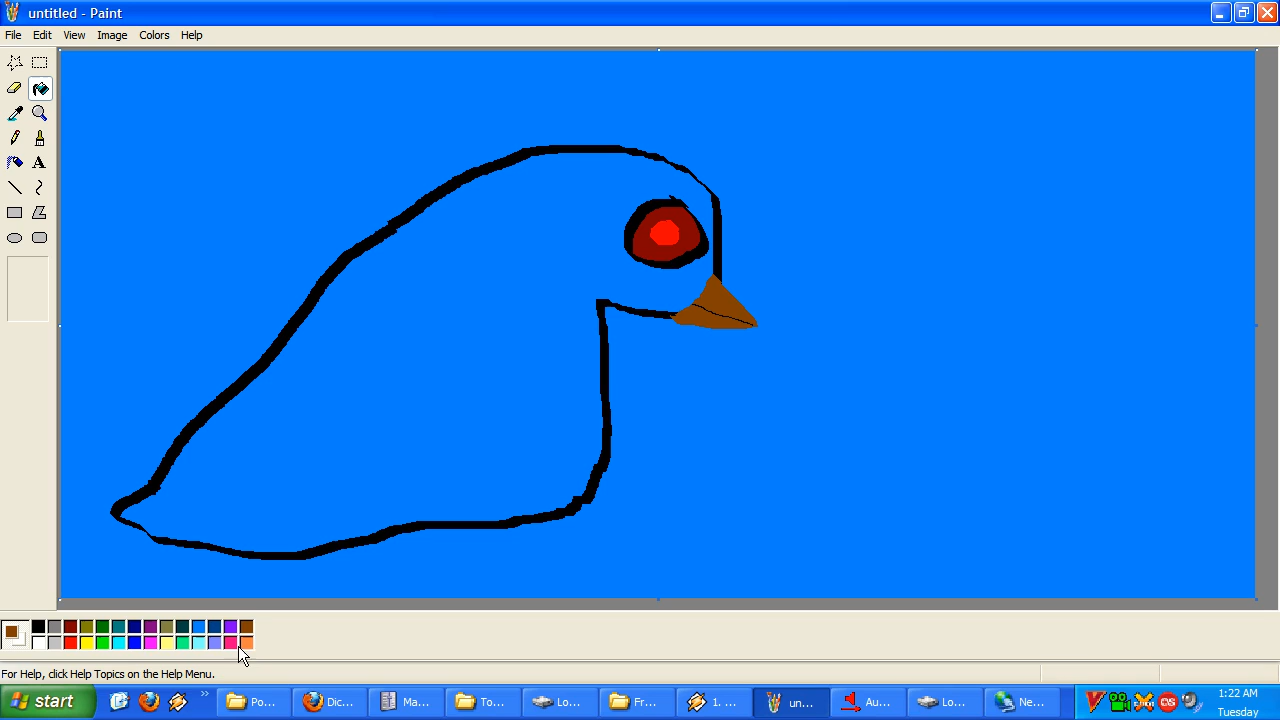 untitled - Paint
File Edit View Image Colors Help
A
For Help, click Help Topics on the Help Menu.
start
Po...
Dic...
Ma...
To...
Lo...
Fr...
1. ...
un...
Au...
Lo...
Ne...
1:22 AM
Tuesday